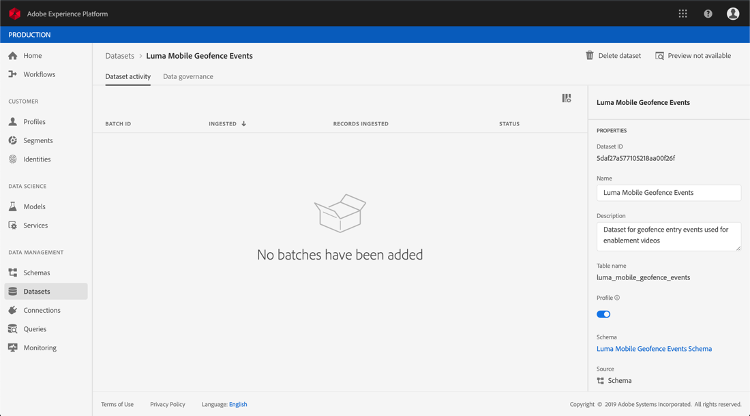 Adobe Experience Platform
PRODUCTION
Home
Workflows
CUSTOMER
Profiles
Segments
Identities
DATA SCIENCE
Models
Services
DATA MANAGEMENT
Schemas
Datasets
Connections
Queries
Monitoring
Datasets > Luma Mobile Geofence Events
Delete dataset
Preview not available
Dataset activity
Data governance
BATCH ID INGESTED ↓ RECORDS INGESTED STATUS
No batches have been added
Luma Mobile Geofence Events
PROPERTIES
Dataset ID
5daf27a577105218aa00f26f
Name
Luma Mobile Geofence Events
Description
Dataset for geofence entry events used for
enablement videos
Table name
luma_mobile_geofence_events
Profile
Schema
Luma Mobile Geofence Events Schema
Source
Schema
Terms of Use Privacy Policy Language: English
Copyright © 2019 Adobe Systems Incorporated. All rights reserved.